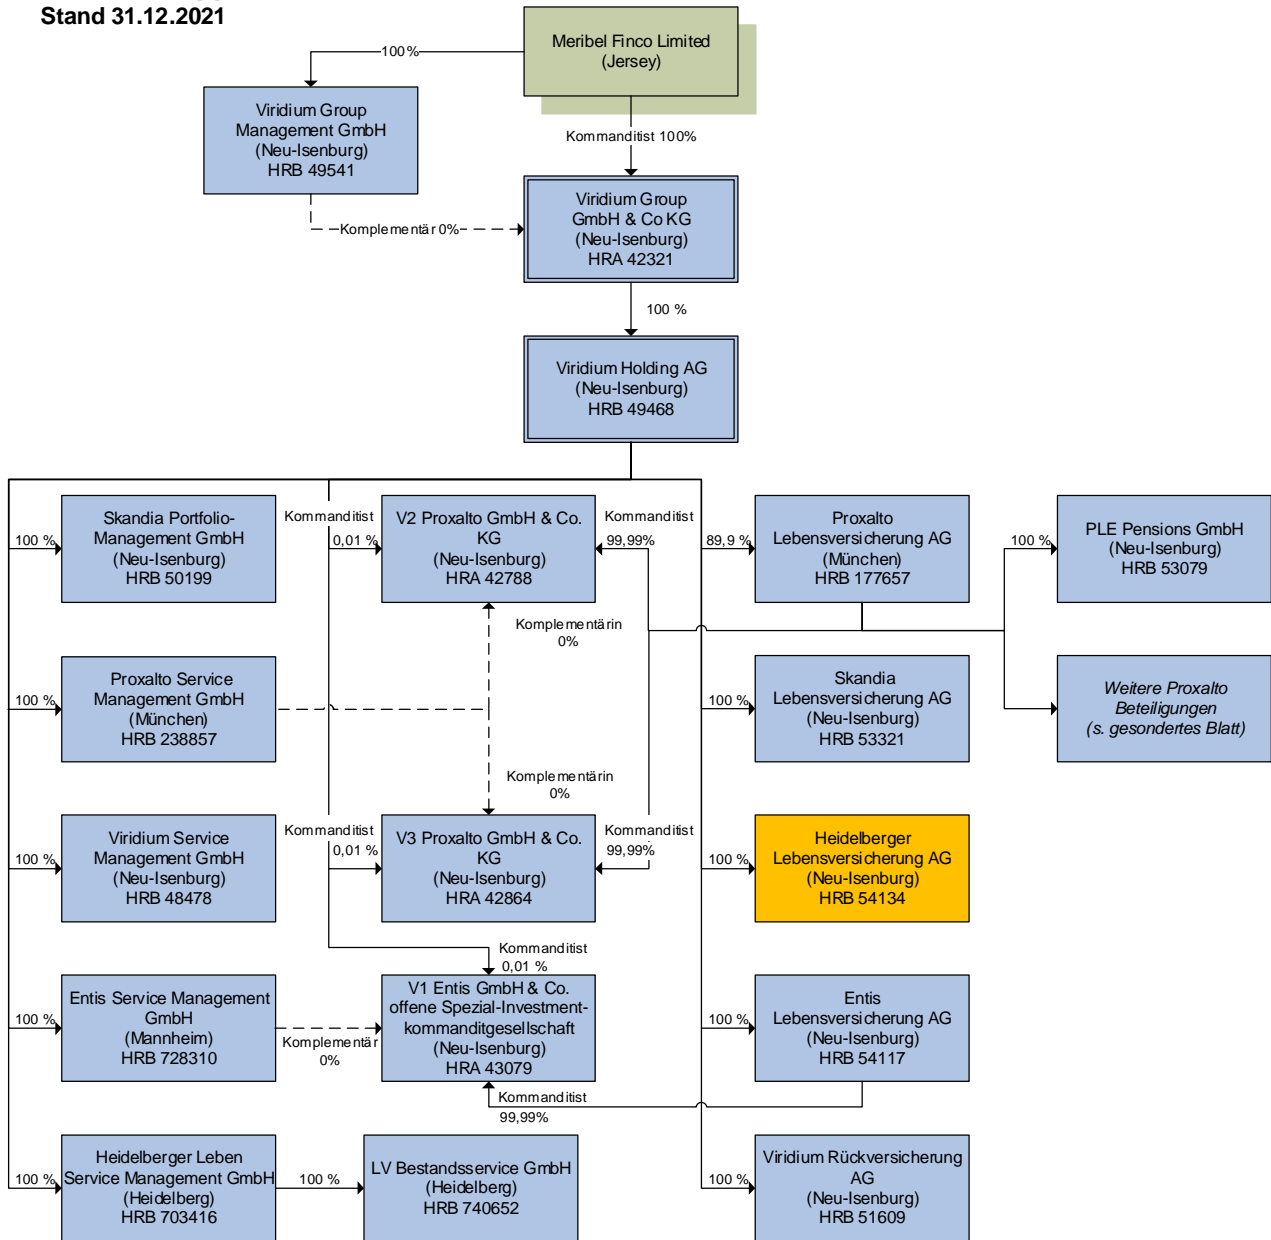 Stand 31.12.2021
Meribel Finco Limited
(Jersey)
100%
Viridium Group
Management GmbH
(Neu-Isenburg)
HRB 49541
Kommanditist 100%
Komplementär 0%
Viridium Group
GmbH & Co KG
(Neu-Isenburg)
HRA 42321
100 %
Viridium Holding AG
(Neu-Isenburg)
HRB 49468
100 %
Skandia Portfolio-
Management GmbH
(Neu-Isenburg)
HRB 50199
Kommanditist
0,01 %
V2 Proxalto GmbH & Co.
KG
(Neu-Isenburg)
HRA 42788
Kommanditist
99,99%
89,9 %
Proxalto
Lebensversicherung AG
(München)
HRB 177657
100 %
PLE Pensions GmbH
(Neu-Isenburg)
HRB 53079
Komplementärin
0%
100 %
Proxalto Service
Management GmbH
(München)
HRB 238857
100 %
Skandia
Lebensversicherung AG
(Neu-Isenburg)
HRB 53321
Weitere Proxalto
Beteiligungen
(s. gesondertes Blatt)
Komplementärin
0%
100 %
Viridium Service
Management GmbH
(Neu-Isenburg)
HRB 48478
Kommanditist
0,01 %
V3 Proxalto GmbH & Co.
KG
(Neu-Isenburg)
HRA 42864
Kommanditist
99,99%
100 %
Heidelberger
Lebensversicherung AG
(Neu-Isenburg)
HRB 54134
Kommanditist
0,01 %
100 %
Entis Service Management
GmbH
(Mannheim)
HRB 728310
Komplementär
0%
V1 Entis GmbH & Co.
offene Spezial-Investment-
kommanditgesellschaft
(Neu-Isenburg)
HRA 43079
100 %
Entis
Lebensversicherung AG
(Neu-Isenburg)
HRB 54117
Kommanditist
99,99%
100 %
Heidelberger Leben
Service Management GmbH
(Heidelberg)
HRB 703416
100 %
LV Bestandsservice GmbH
(Heidelberg)
HRB 740652
100 %
Viridium Rückversicherung
AG
(Neu-Isenburg)
HRB 51609